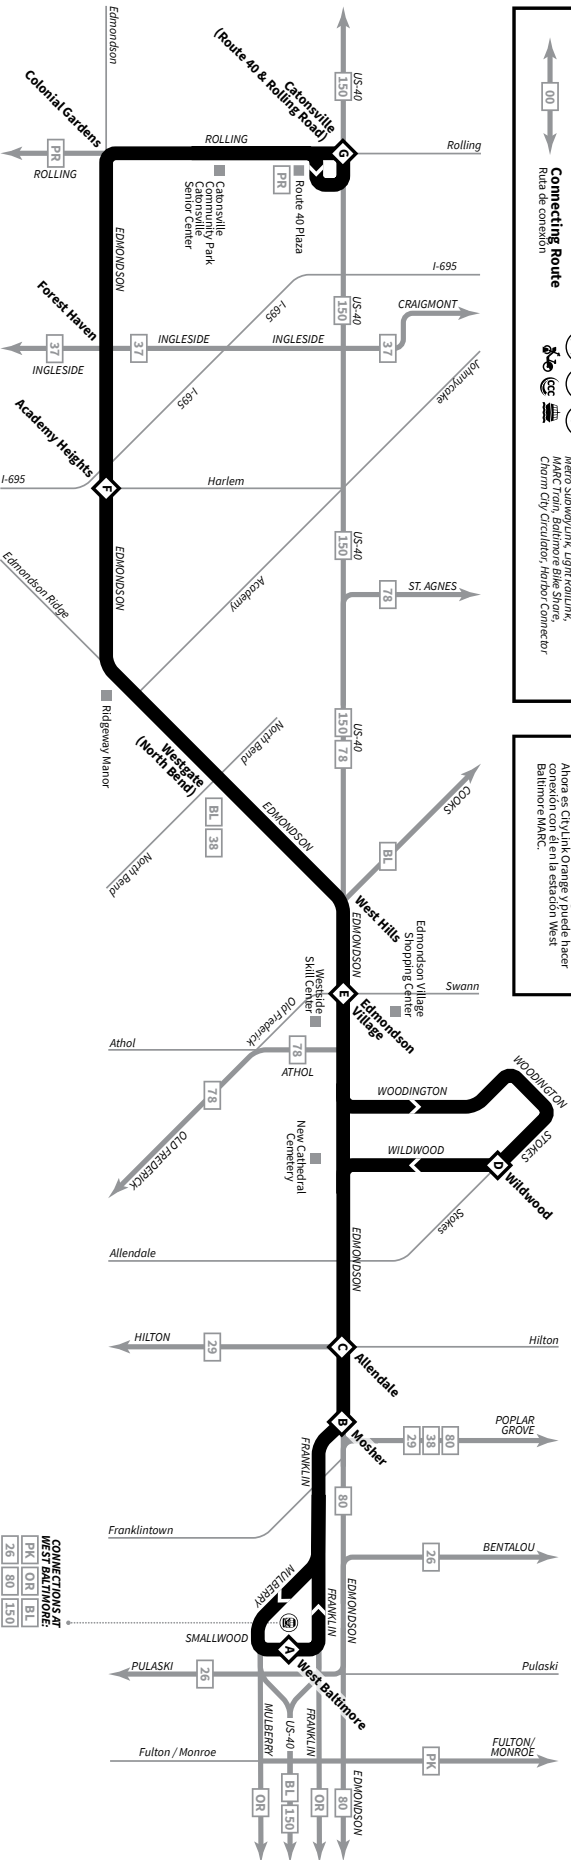 00
Connecting Route
Ruta de conexión
MARC Train, Baltimore Bike Share,
Charm City Circulator, Harbor Connector
Ahora es CityLink Orange y puede hacer
conexión con él en la estación West
Baltimore MARC.
Edmondson
US-40
150
Catonsville
(Route 40 & Rolling Road)
G
Rolling
Colonial Gardens
PR
ROLLING
ROLLING
PR
Route 40 Plaza
Catonsville
Community Park
Catonsville
Senior Center
EDMONDSON
I-695
I-695
I-695
I-695
US-40
150
CRAIGMONT
37
INGLESIDE
INGLESIDE
37
37
INGLESIDE
Forest Haven
Johnnycake
Academy Heights
F
Harlem
EDMONDSON
US-40
150
ST. AGNES
78
Edmondson Ridge
Academy
Ridgeway Manor
Westgate
(North Bend)
North Bend
North Bend
BL
38
US-40
150
78
COOKS
BL
EDMONDSON
West Hills
EDMONDSON
Edmondson Village
Shopping Center
Swann
E
Edmondson
Village
Westside
Skill Center
Old Frederick
Athol
78
ATHOL
78
OLD FREDERICK
WOODINGTON
WOODINGTON
STOKES
WILDWOOD
D
Wildwood
New Cathedral
Cemetery
Stokes
Allendale
EDMONDSON
HILTON
29
C
Allendale
Hilton
B
Mosher
POPLAR
GROVE
29
38
80
FRANKLIN
80
Franklintown
BENTALOU
26
EDMONDSON
MULBERRY
FRANKLIN
CONNECTIONS AT
WEST BALTIMORE:
PK
OR
BL
26
80
150
SMALLWOOD
A
West Baltimore
PULASKI
26
Pulaski
MULBERRY
US-40
FRANKLIN
Fulton / Monroe
PK
FULTON/
MONROE
OR
BL
150
OR
80
EDMONDSON